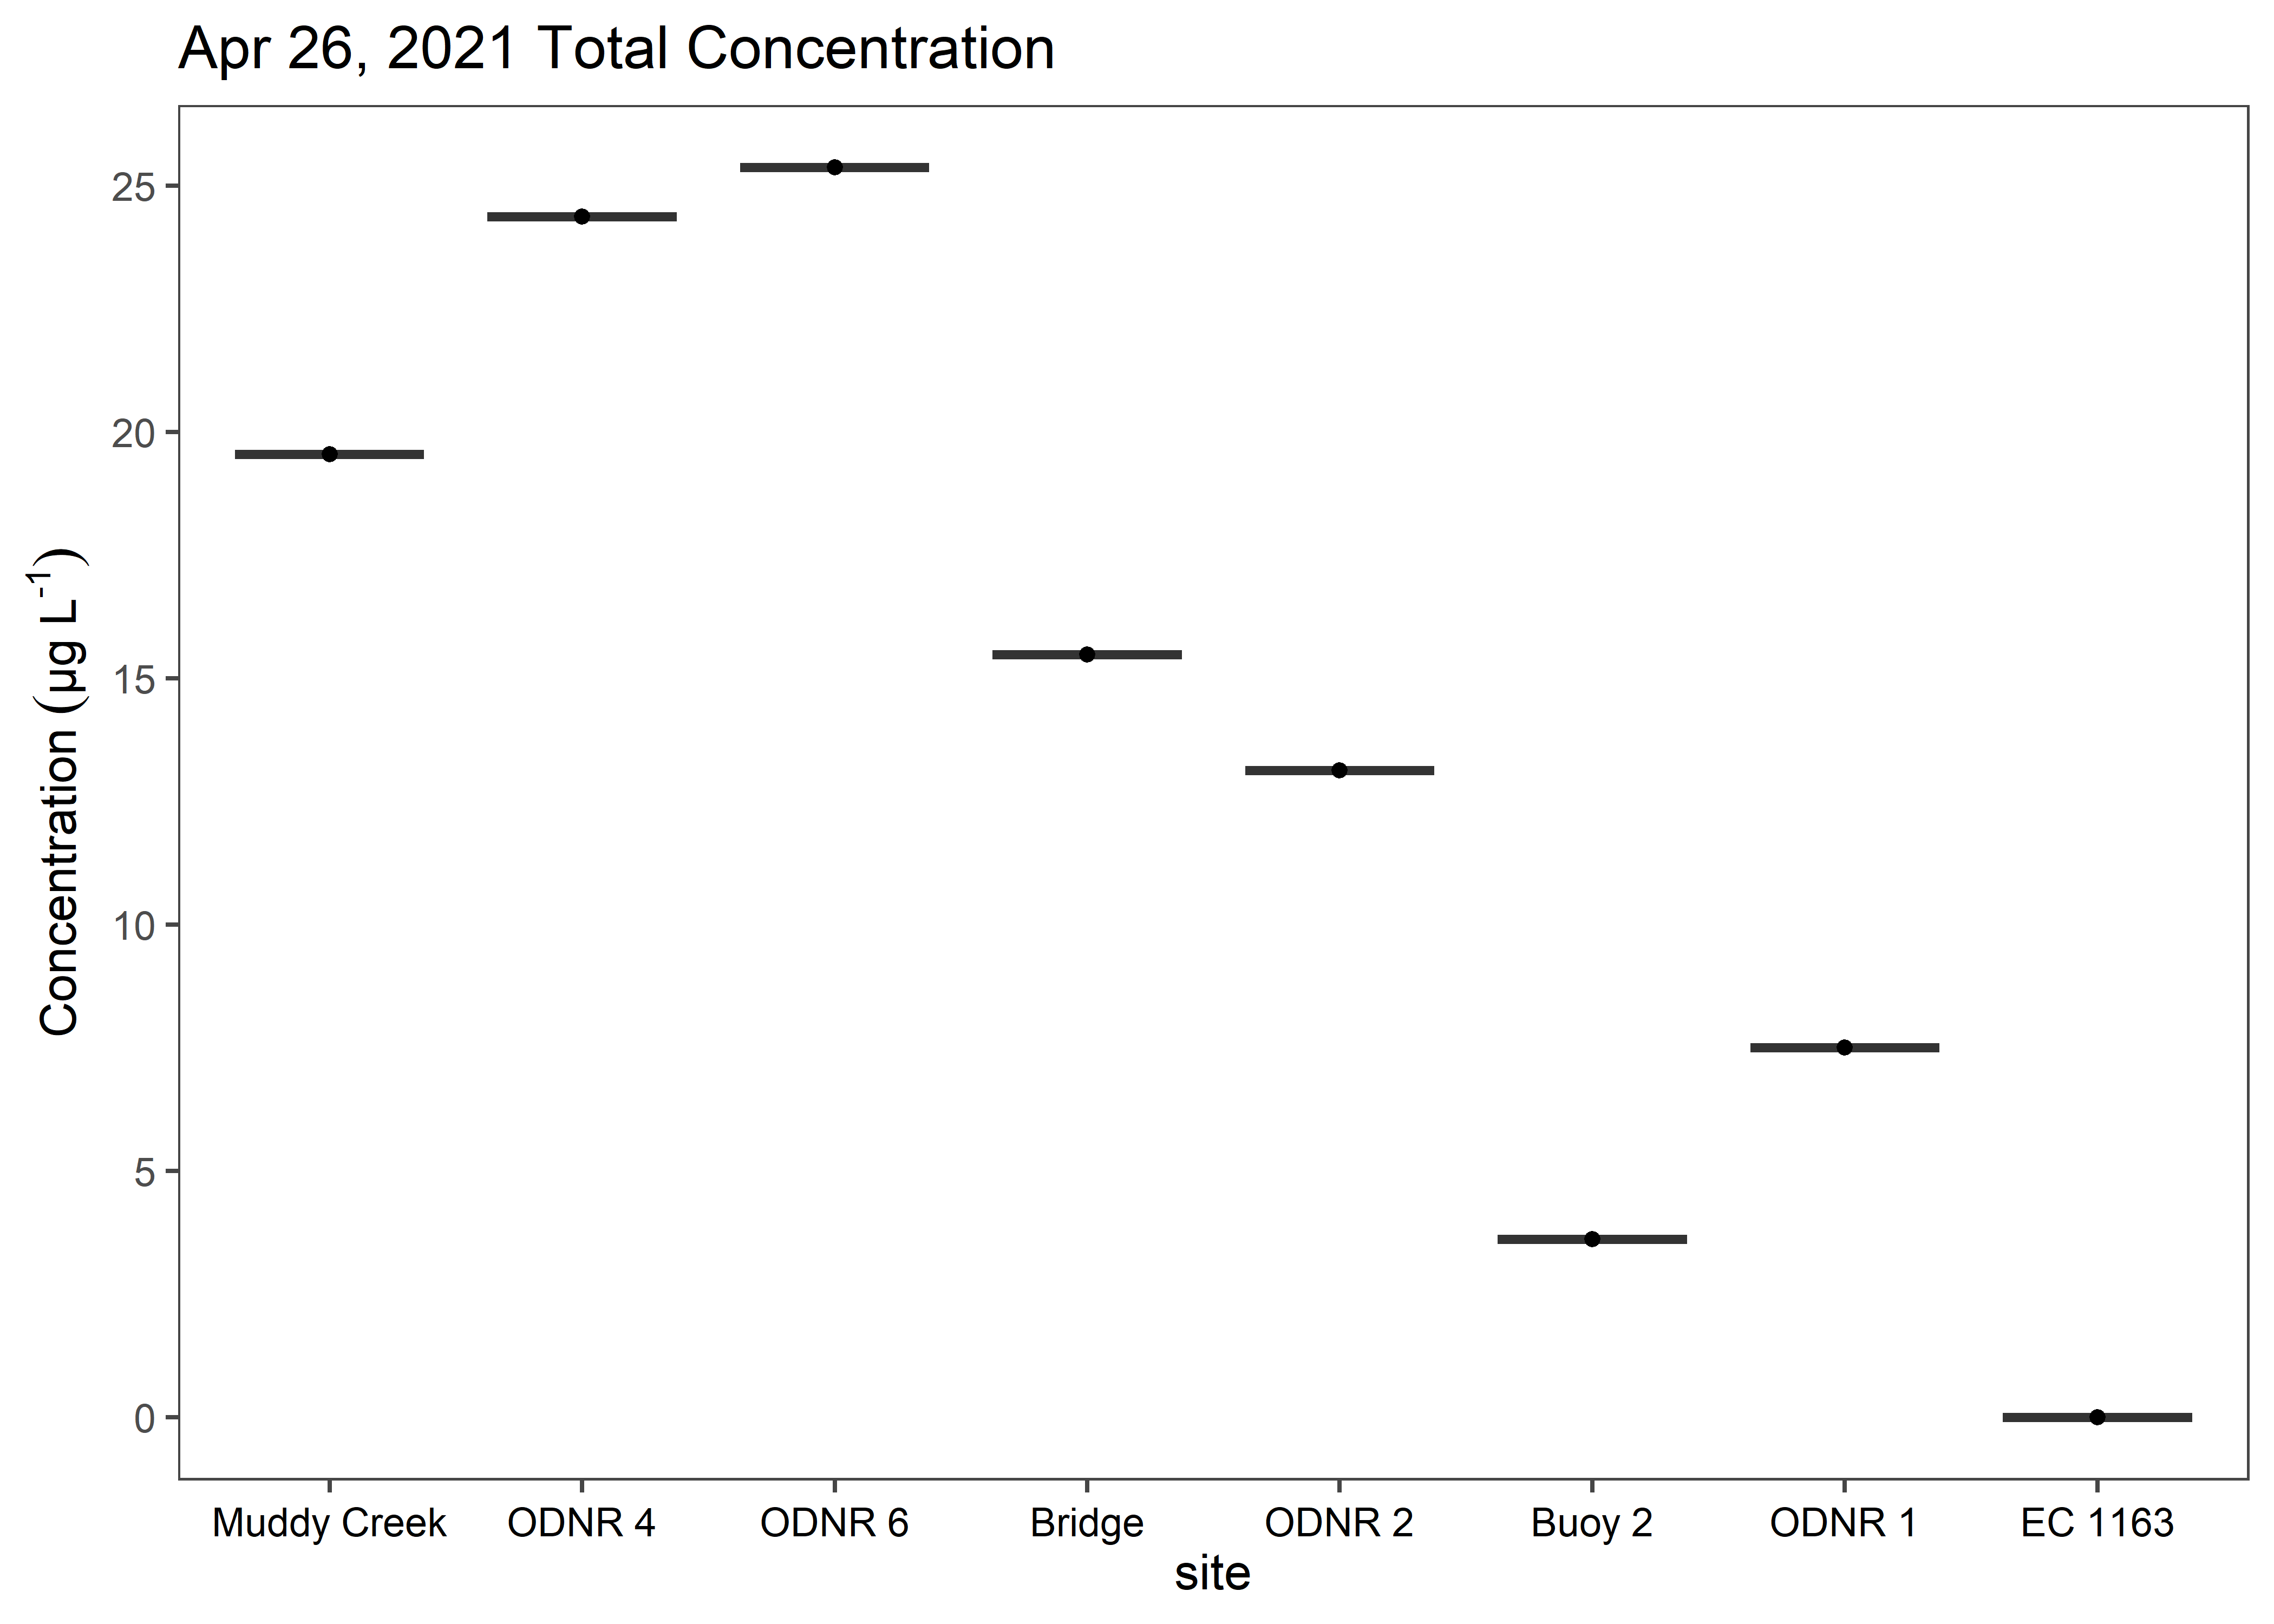 Apr 26, 2021 Total Concentration
Concentration (µg L⁻¹)
25
20
15
10
5
0
Muddy Creek ODNR 4 ODNR 6 Bridge ODNR 2 Buoy 2 ODNR 1 EC 1163
site